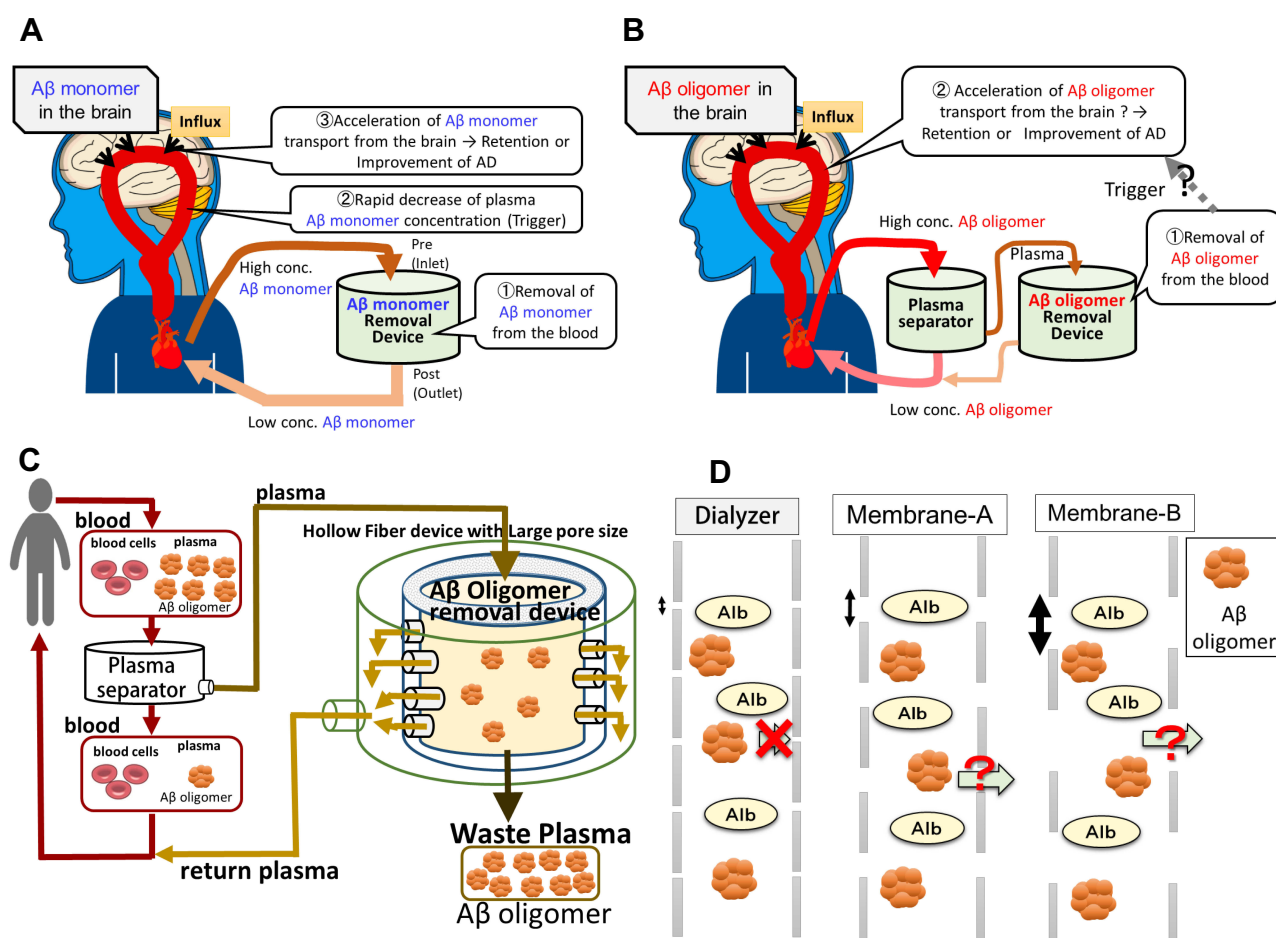 A
Aβ monomer
in the brain
Influx
③Acceleration of Aβ monomer
transport from the brain → Retention or
Improvement of AD
②Rapid decrease of plasma
Aβ monomer concentration (Trigger)
High conc.
Aβ monomer
Pre
(Inlet)
Aβ monomer
Removal
Device
①Removal of
Aβ monomer
from the blood
Post
(Outlet)
Low conc. Aβ monomer
B
Aβ oligomer in
the brain
Influx
② Acceleration of Aβ oligomer
transport from the brain ? →
Retention or Improvement of AD
Trigger ?
High conc. Aβ oligomer
Plasma
Plasma
separator
Aβ oligomer
Removal
Device
①Removal of
Aβ oligomer
from the blood
Low conc. Aβ oligomer
C
blood
blood cells
plasma
Aβ oligomer
Plasma
separator
blood
blood cells
plasma
Aβ oligomer
plasma
Hollow Fiber device with Large pore size
Aβ Oligomer
removal device
return plasma
Waste Plasma
Aβ oligomer
D
Dialyzer
Alb
Alb
Alb
Membrane-A
Alb
Alb
?
Alb
Membrane-B
Alb
Alb
?
Alb
Aβ
oligomer